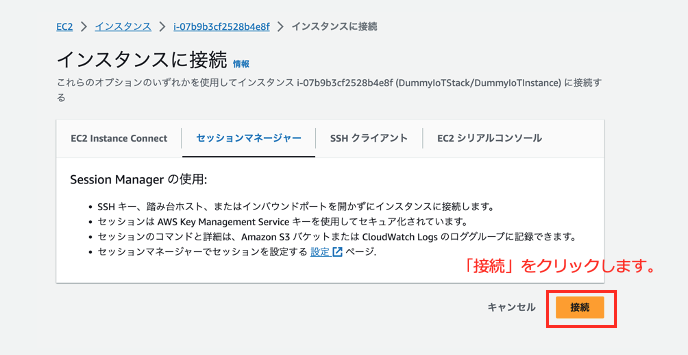 EC2 > インスタンス > i-07b9b3cf2528b4e8f > インスタンスに接続
インスタンスに接続 情報
これらのオプションのいずれかを使用してインスタンス i-07b9b3cf2528b4e8f (DummyIoTStack/DummyIoTInstance) に接続す
る
EC2 Instance Connect セッションマネージャー SSH クライアント EC2 シリアルコンソール
Session Manager の使用:
• SSH キー、踏み台ホスト、またはインバウンドポートを開かずにインスタンスに接続します。
• セッションは AWS Key Management Service キーを使用してセキュア化されています。
• セッションのコマンドと詳細は、Amazon S3 バケットまたは CloudWatch Logs のロググループに記録できます。
• セッションマネージャーでセッションを設定する 設定 ページ.
「接続」をクリックします。
キャンセル 接続